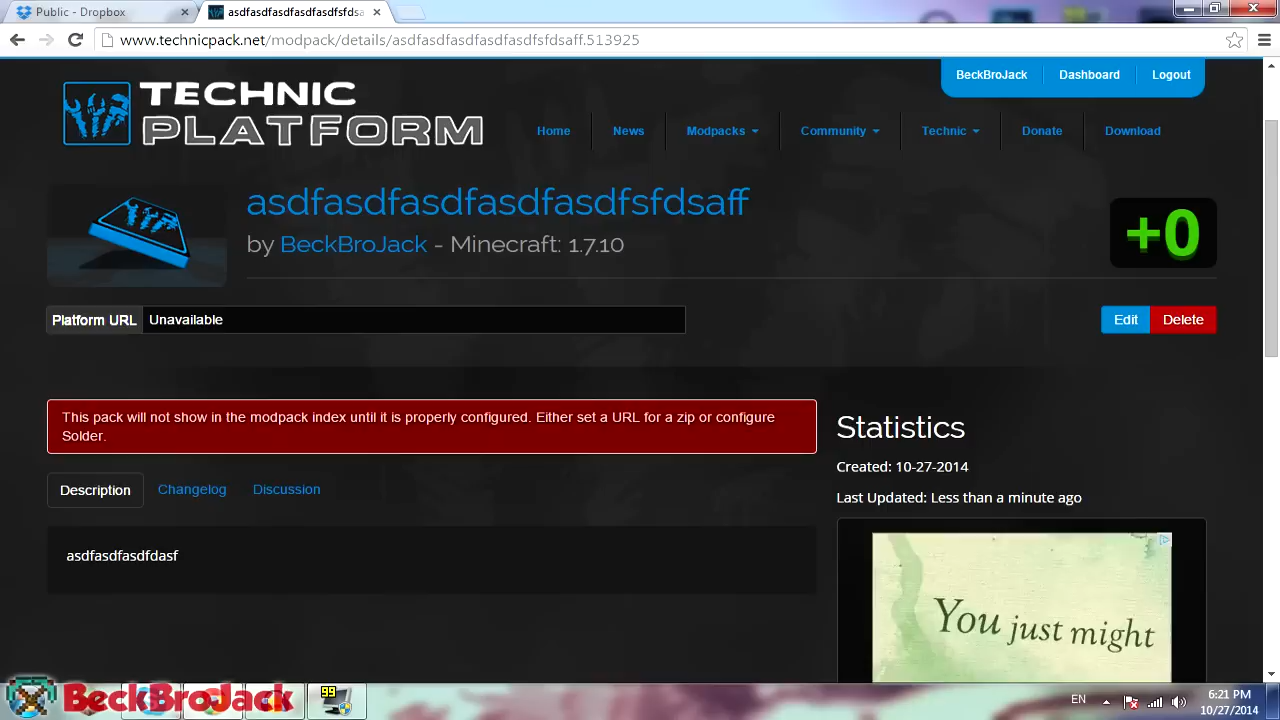 Public - Dropbox
asdfasdfasdfasdfasdfsfdsa
www.technicpack.net/modpack/details/asdfasdfasdfasdfasdfsfdsaff.513925
BeckBroJack
Dashboard
Logout
TECHNIC
PLATFORM
Home
News
Modpacks
Community
Technic
Donate
Download
asdfasdfasdfasdfasdfsfdsaff
by BeckBroJack - Minecraft: 1.7.10
+0
Platform URL
Unavailable
Edit
Delete
This pack will not show in the modpack index until it is properly configured. Either set a URL for a zip or configure
Solder.
Statistics
Created: 10-27-2014
Last Updated: Less than a minute ago
Description
Changelog
Discussion
asdfasdfasdfdasf
You just might
BeckBroJack
99
EN
6:21 PM
10/27/2014